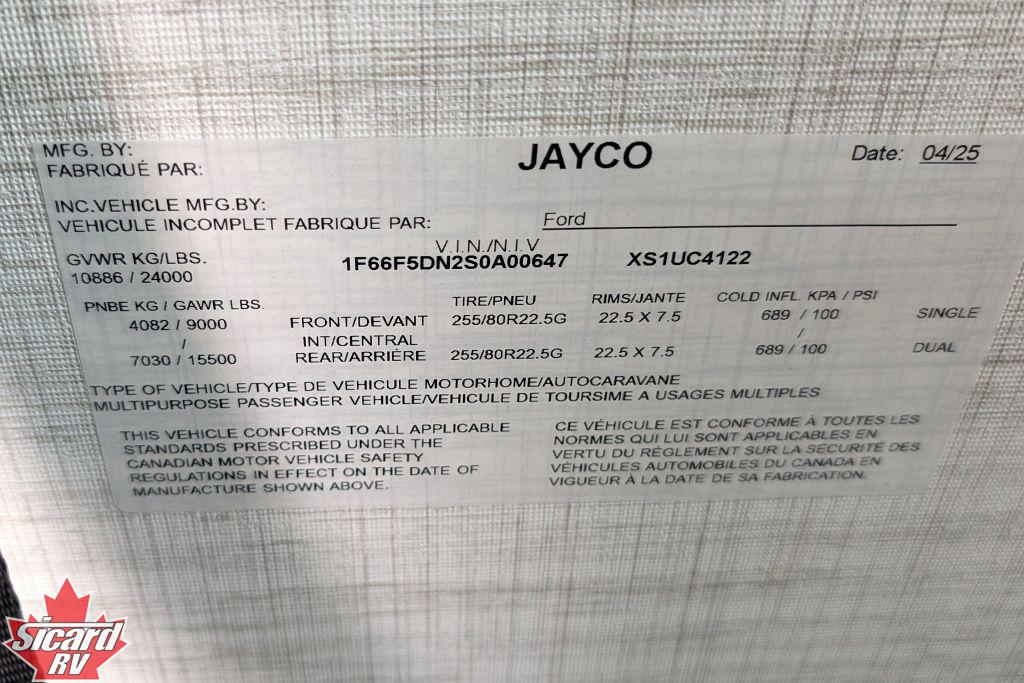 MFG. BY:
FABRIQUÉ PAR:
JAYCO
Date: 04/25
INC.VEHICLE MFG.BY:
VEHICULE INCOMPLET FABRIQUE PAR: Ford
V.I.N./N.I.V
GVWR KG/LBS.
10886 / 24000
1F66F5DN2S0A00647 XS1UC4122
PNBE KG / GAWR LBS. TIRE/PNEU RIMS/JANTE COLD INFL. KPA / PSI
4082 / 9000 FRONT/DEVANT 255/80R22.5G 22.5 X 7.5 689 / 100 SINGLE
/ INT/CENTRAL /
7030 / 15500 REAR/ARRIÈRE 255/80R22.5G 22.5 X 7.5 689 / 100 DUAL
TYPE OF VEHICLE/TYPE DE VEHICULE MOTORHOME/AUTOCARAVANE
MULTIPURPOSE PASSENGER VEHICLE/VEHICULE DE TOURSIME A USAGES MULTIPLES
THIS VEHICLE CONFORMS TO ALL APPLICABLE
STANDARDS PRESCRIBED UNDER THE
CANADIAN MOTOR VEHICLE SAFETY
REGULATIONS IN EFFECT ON THE DATE OF
MANUFACTURE SHOWN ABOVE.
CE VÉHICULE EST CONFORME À TOUTES LES
NORMES QUI LUI SONT APPLICABLES EN
VERTU DU RÉGLEMENT SUR LA SÉCURITÉ DES
VÉHICULES AUTOMOBILES DU CANADA EN
VIGUEUR À LA DATE DE SA FABRICATION.
Sicard
RV